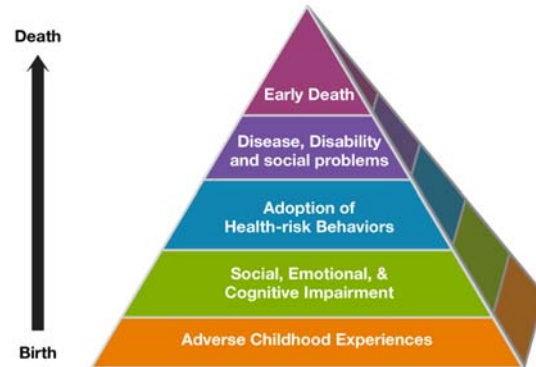 Death
Early Death
Disease, Disability
and social problems
Adoption of
Health-risk Behaviors
Social, Emotional, &
Cognitive Impairment
Adverse Childhood Experiences
Birth